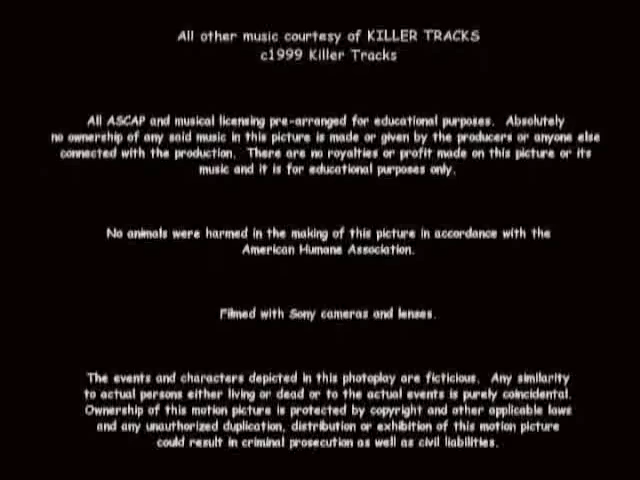 All other music courtesy of KILLER TRACKS
c1999 Killer Tracks
All ASCAP and musical licensing pre-arranged for educational purposes. Absolutely
no ownership of any said music in this picture is made or given by the producers or anyone else
connected with the production. There are no royalties or profit made on this picture or its
music and it is for educational purposes only.
No animals were harmed in the making of this picture in accordance with the
American Humane Association.
Filmed with Sony cameras and lenses.
The events and characters depicted in this photoplay are ficticious. Any similarity
to actual persons either living or dead or to the actual events is purely coincidental.
Ownership of this motion picture is protected by copyright and other applicable laws
and any unauthorized duplication, distribution or exhibition of this motion picture
could result in criminal prosecution as well as civil liabilities.